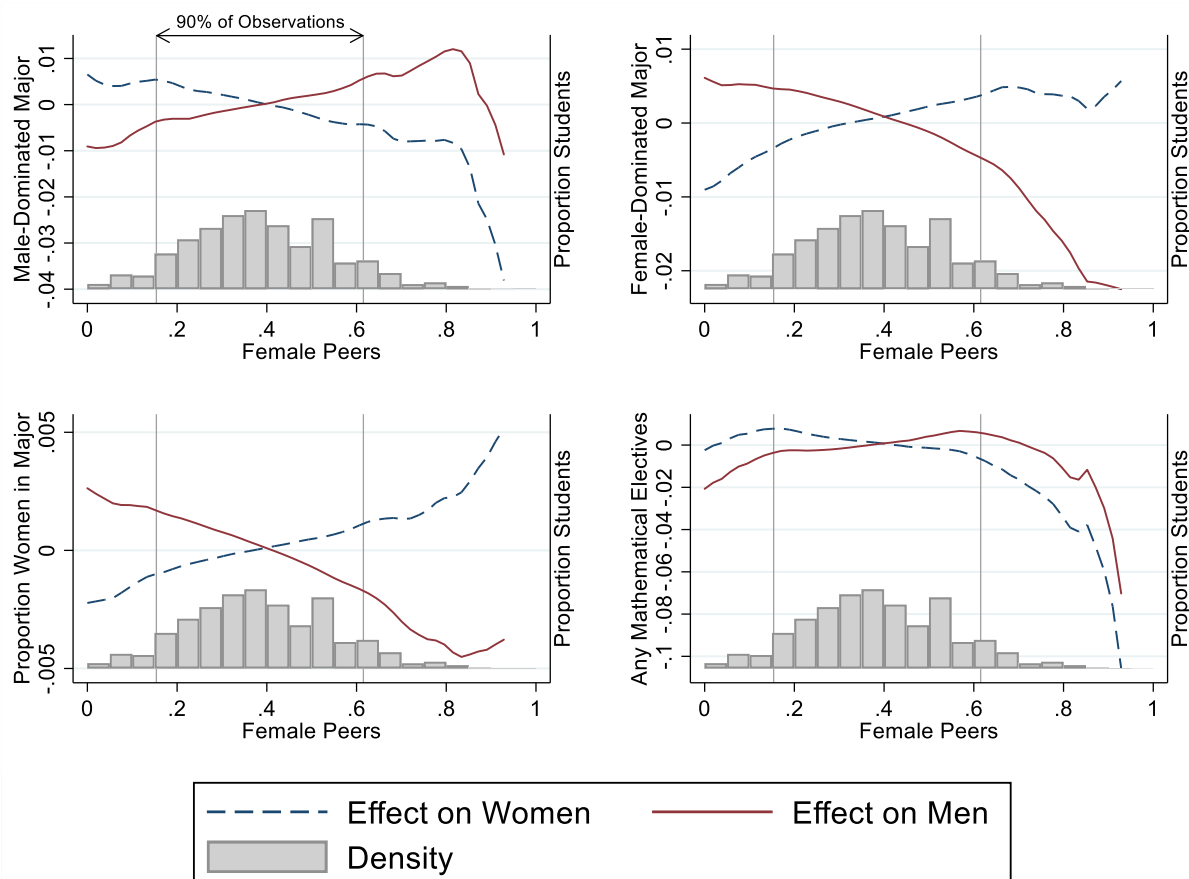 90% of Observations
Male-Dominated Major
.01
0
-.01
-.02
-.03
-.04
0 .2 .4 .6 .8 1
Female Peers
Proportion Students
Female-Dominated Major
.01
0
-.01
-.02
0 .2 .4 .6 .8 1
Female Peers
Proportion Students
Proportion Women in Major
.005
0
-.005
0 .2 .4 .6 .8 1
Female Peers
Proportion Students
Any Mathematical Electives
0
-.02
-.04
-.06
-.08
-.1
0 .2 .4 .6 .8 1
Female Peers
Proportion Students
Effect on Women Effect on Men
Density